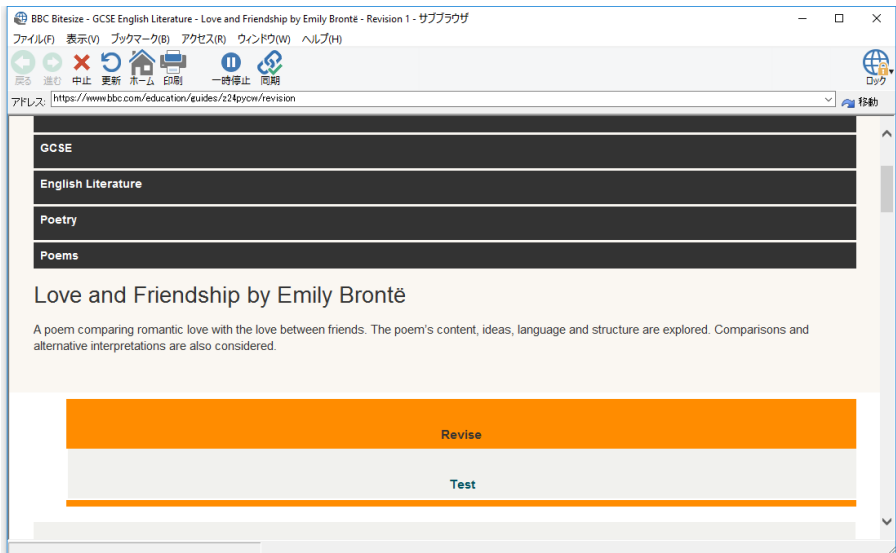 BBC Bitesize - GCSE English Literature - Love and Friendship by Emily Brontë - Revision 1 - サブブラウザ
ファイル(F) 表示(V) ブックマーク(B) アクセス(R) ウィンドウ(W) ヘルプ(H)
戻る 進む 中止 更新 ホーム 印刷 一時停止 同期 ロック
アドレス: https://www.bbc.com/education/guides/z24pycw/revision 移動
GCSE
English Literature
Poetry
Poems
Love and Friendship by Emily Brontë
A poem comparing romantic love with the love between friends. The poem's content, ideas, language and structure are explored. Comparisons and
alternative interpretations are also considered.
Revise
Test